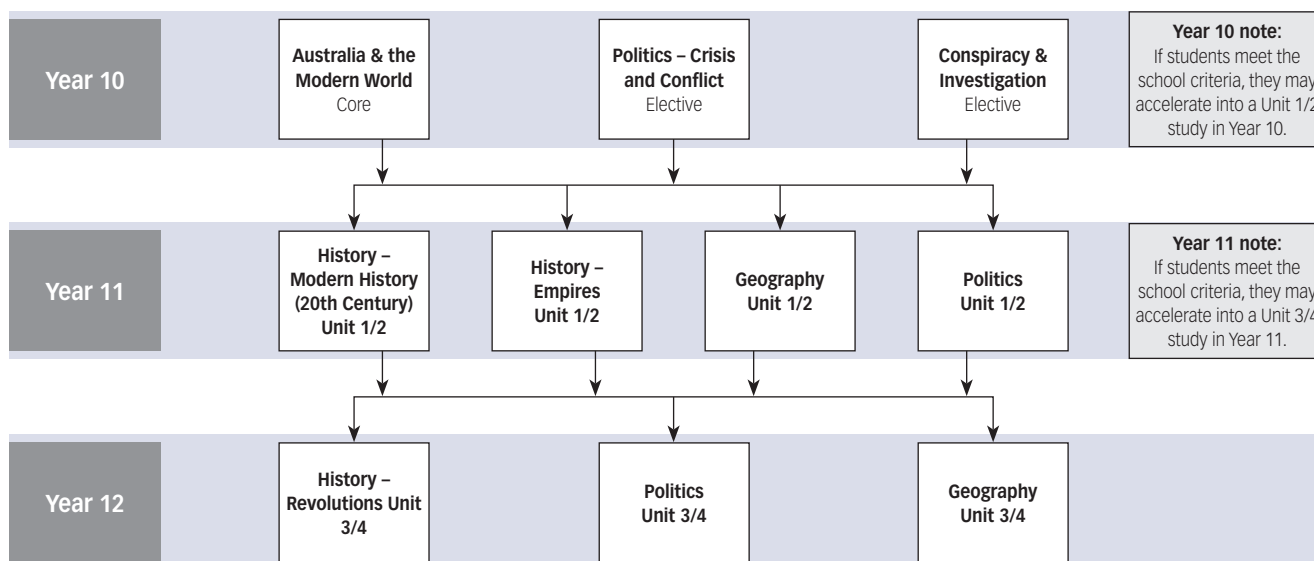 Year 10
Australia & the
Modern World
Core
Politics – Crisis
and Conflict
Elective
Conspiracy &
Investigation
Elective
Year 10 note:
If students meet the
school criteria, they may
accelerate into a Unit 1/2
study in Year 10.
Year 11
History –
Modern History
(20th Century)
Unit 1/2
History –
Empires
Unit 1/2
Geography
Unit 1/2
Politics
Unit 1/2
Year 11 note:
If students meet the
school criteria, they may
accelerate into a Unit 3/4
study in Year 11.
Year 12
History –
Revolutions Unit
3/4
Politics
Unit 3/4
Geography
Unit 3/4